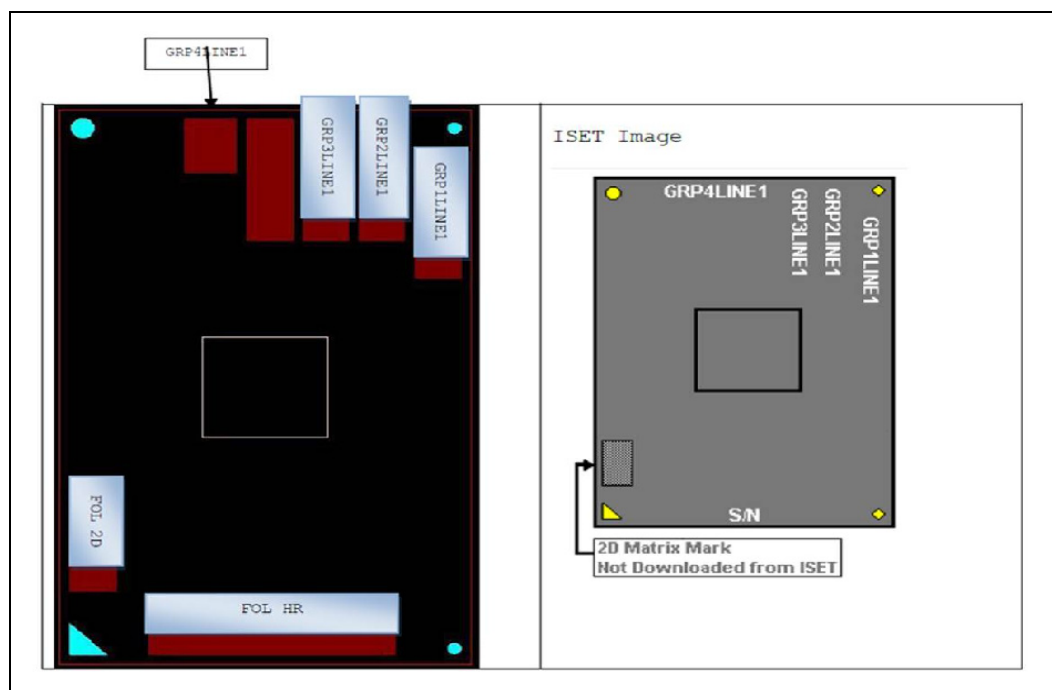 GRP4LINE1
GRP3LINE1
GRP2LINE1
GRP1LINE1
FOL 2D
FOL HR
ISET Image
GRP4LINE1
GRP3LINE1
GRP2LINE1
GRP1LINE1
S/N
2D Matrix Mark
Not Downloaded from ISET